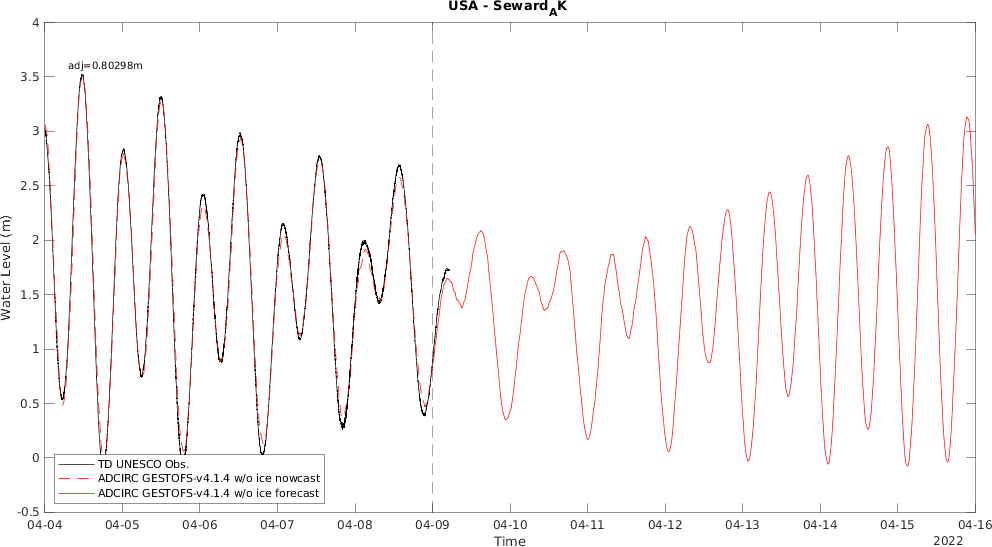 USA - Seward_AK
adj=0.80298m
4
3.5
3
2.5
2
1.5
1
0.5
0
-0.5
Water Level (m)
TD UNESCO Obs.
ADCIRC GESTOFS-v4.1.4 w/o ice nowcast
ADCIRC GESTOFS-v4.1.4 w/o ice forecast
04-04 04-05 04-06 04-07 04-08 04-09 04-10 04-11 04-12 04-13 04-14 04-15 04-16
Time
2022